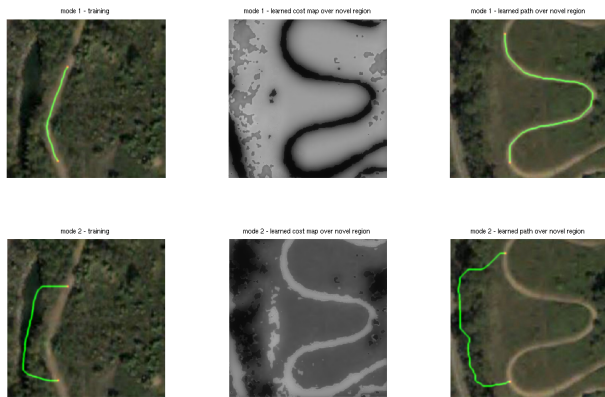 mode 1 - training
mode 1 - learned cost map over novel region
mode 1 - learned path over novel region
mode 2 - training
mode 2 - learned cost map over novel region
mode 2 - learned path over novel region